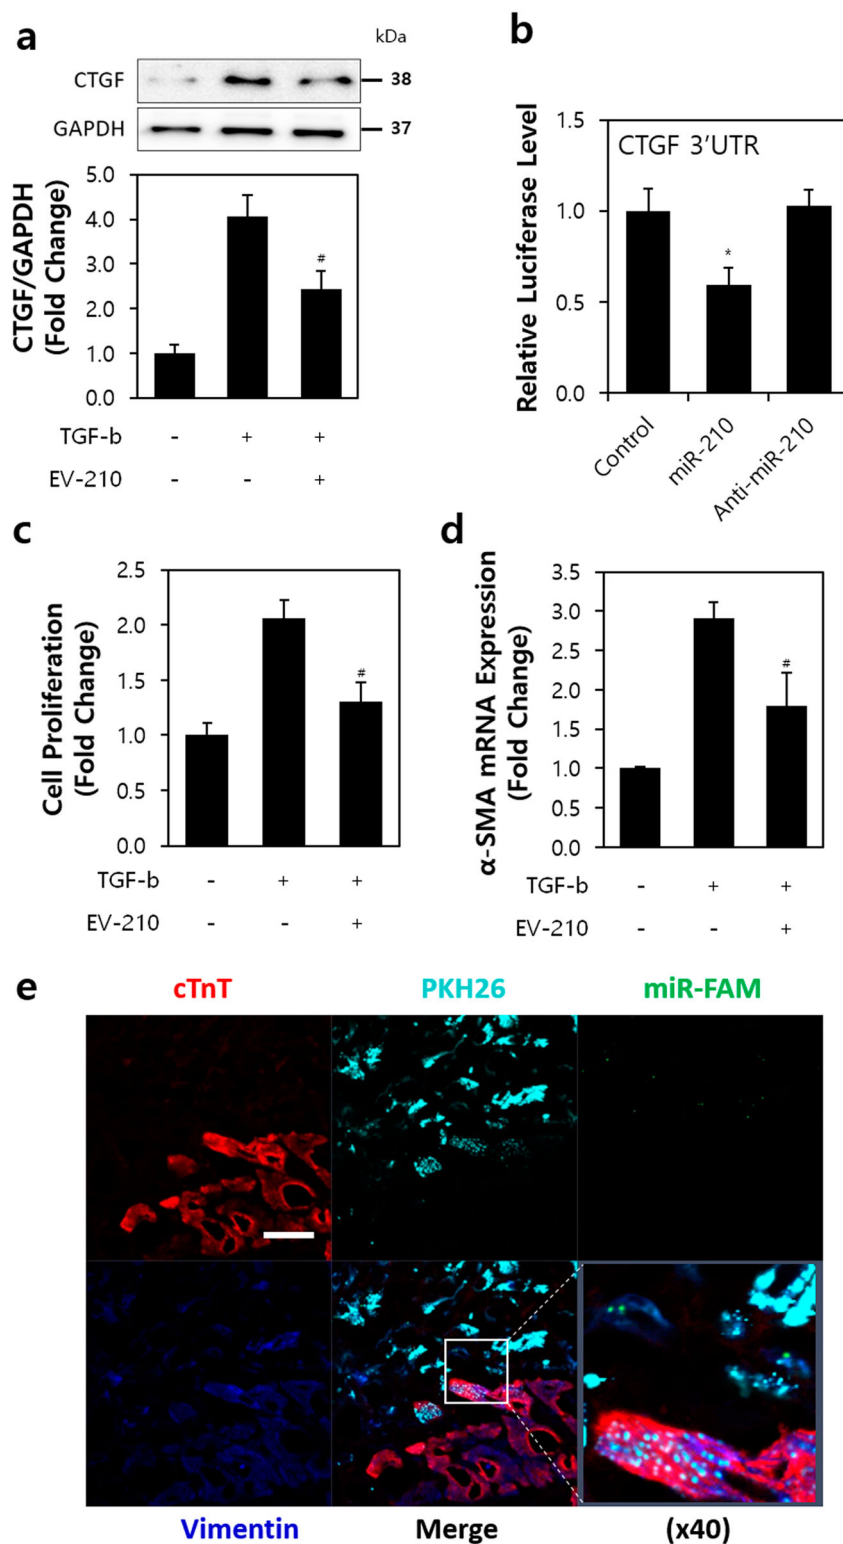 a
kDa
CTGF
38
GAPDH
37
CTGF/GAPDH
(Fold Change)
5.0
4.0
3.0
2.0
1.0
0.0
#
TGF-b - + +
EV-210 - - +
b
Relative Luciferase Level
CTGF 3'UTR
1.5
1.0
0.5
0.0
*
Control
miR-210
Anti-miR-210
c
Cell Proliferation
(Fold Change)
2.5
2.0
1.5
1.0
0.5
0.0
#
TGF-b - + +
EV-210 - - +
d
α-SMA mRNA Expression
(Fold Change)
3.5
3.0
2.5
2.0
1.5
1.0
0.5
0.0
#
TGF-b - + +
EV-210 - - +
e
cTnT PKH26 miR-FAM
Vimentin Merge (x40)